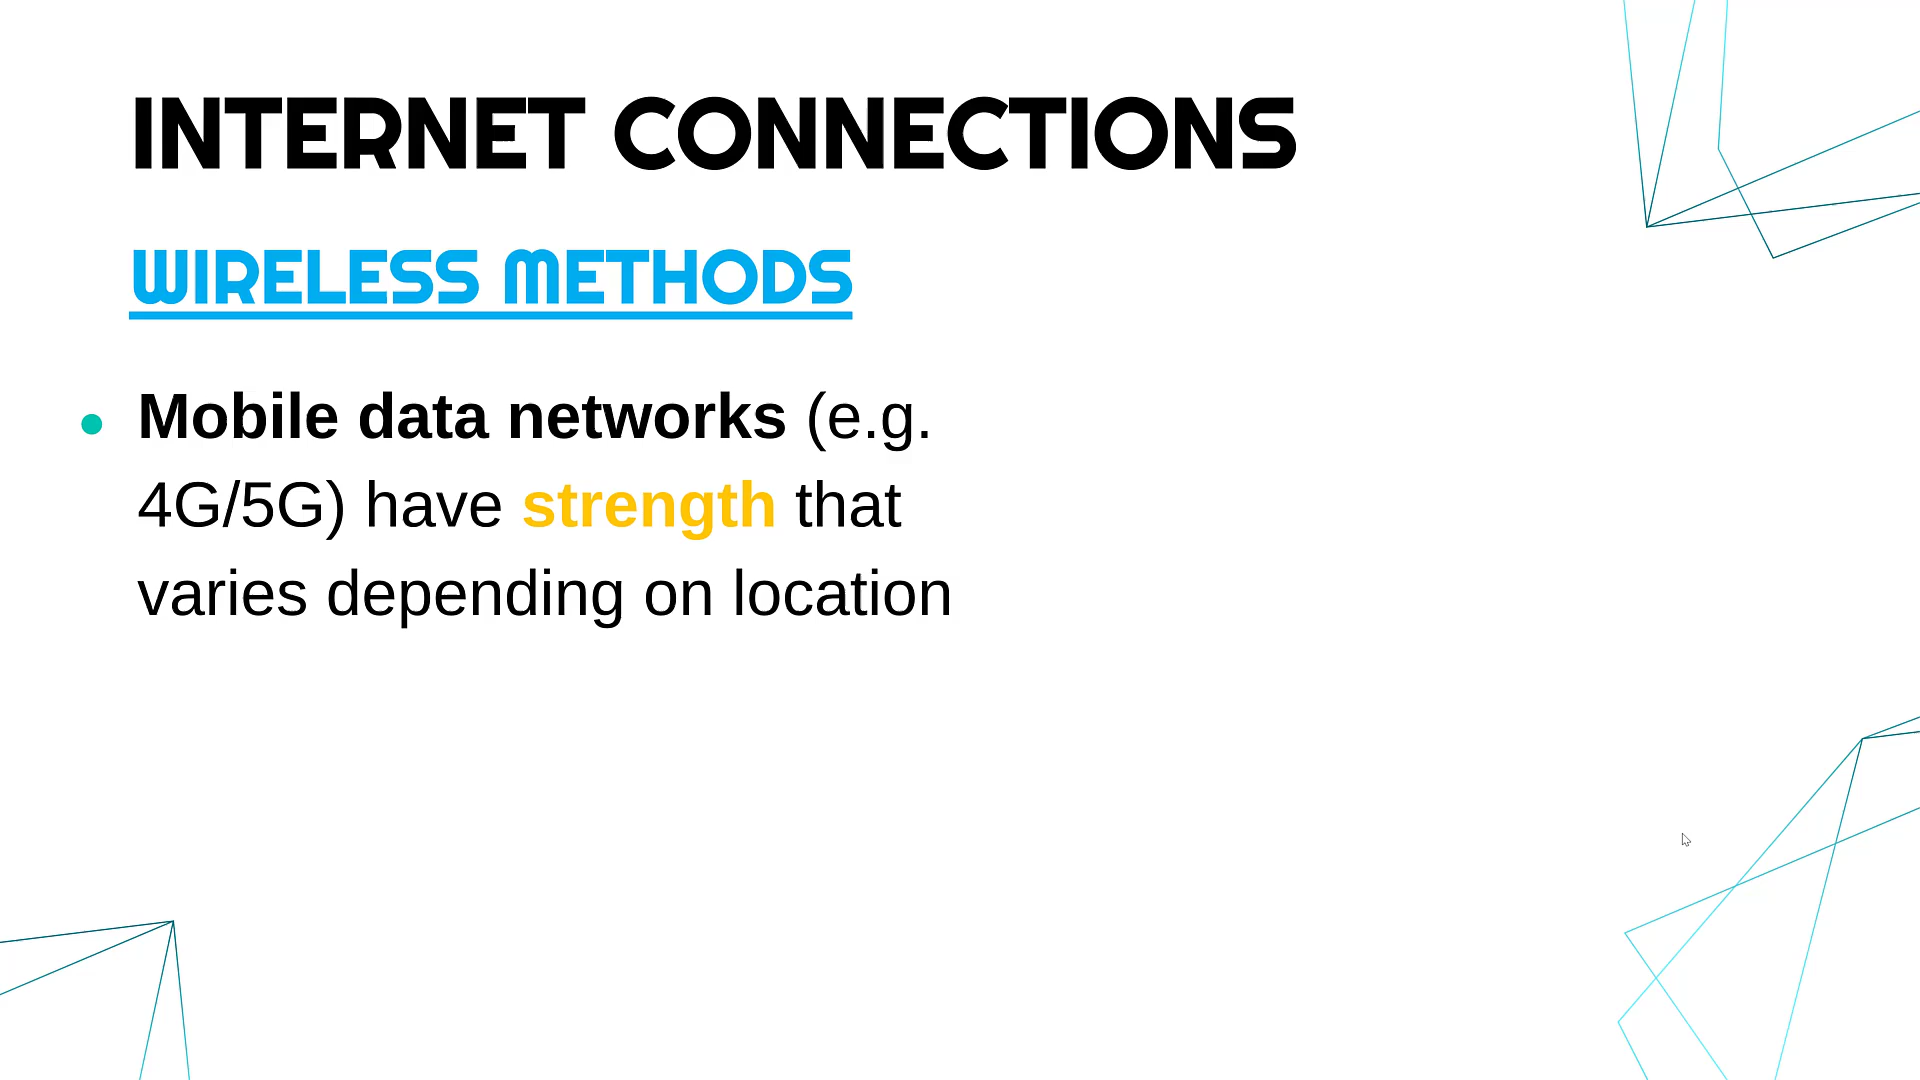 INTERNET CONNECTIONS
WIRELESS METHODS
Mobile data networks (e.g.
4G/5G) have strength that
varies depending on location